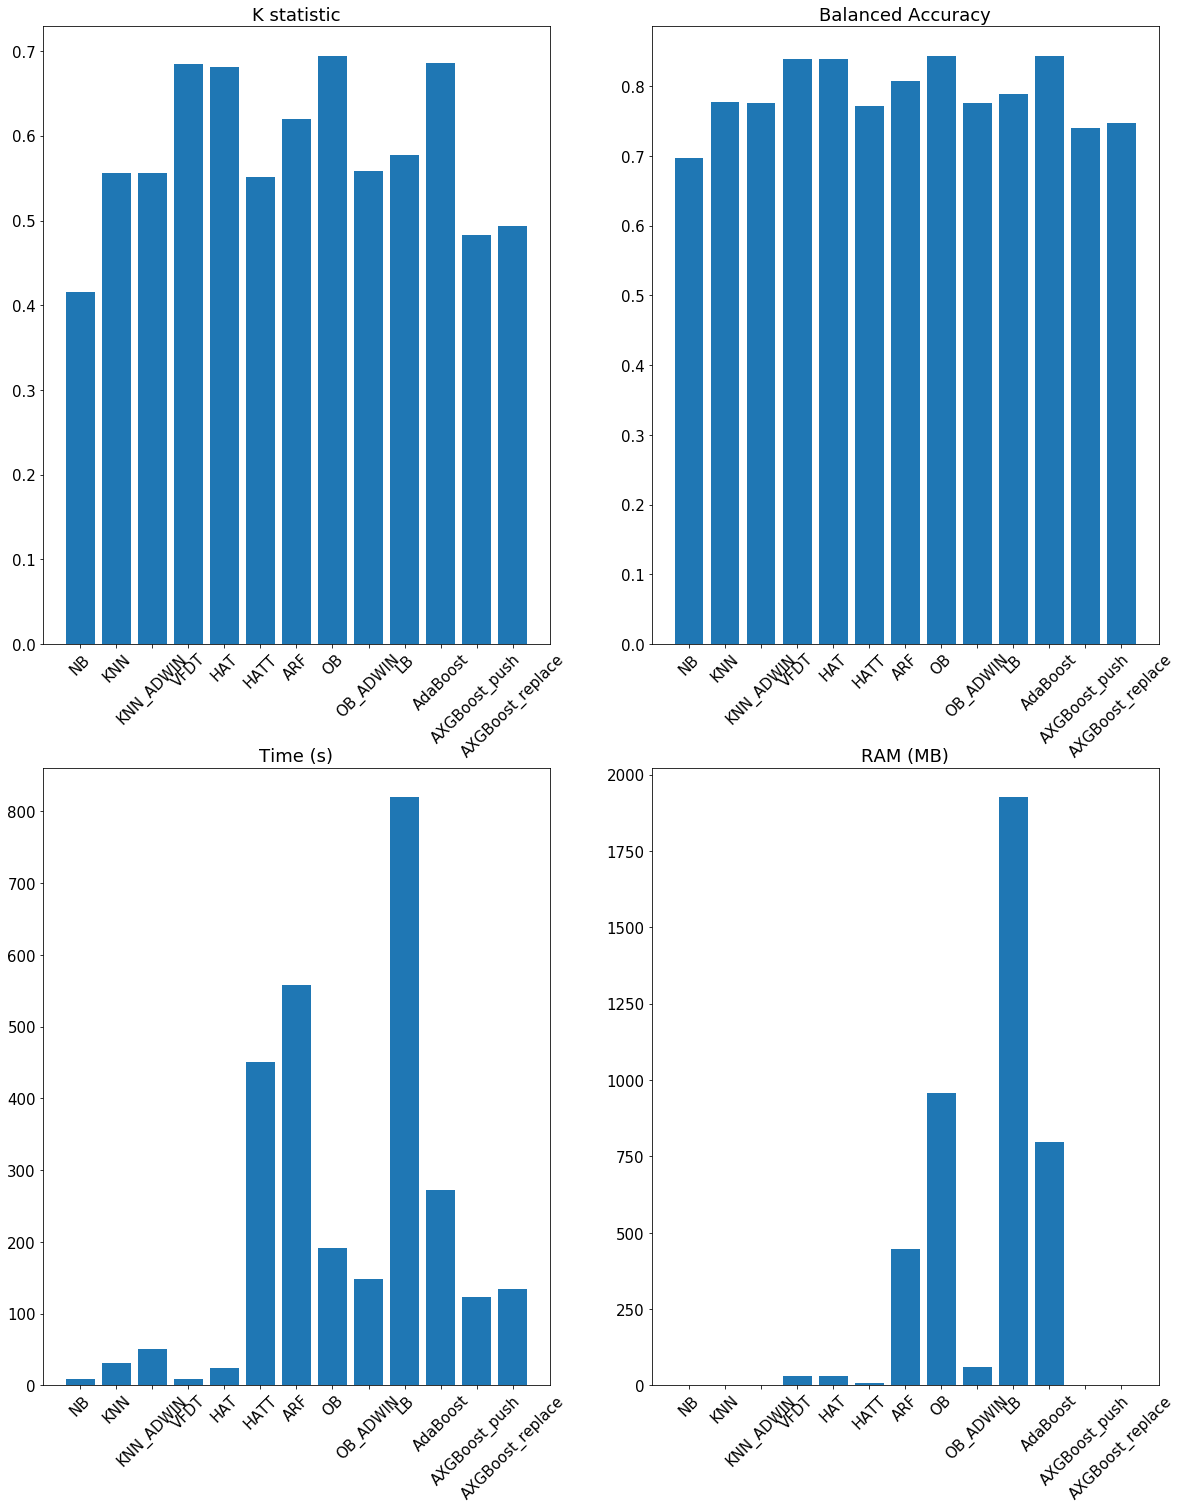 K statistic
0.7
0.6
0.5
0.4
0.3
0.2
0.1
0.0
NB
KNN
KNN_ADWIN
VFDT
HAT
HATT
ARF
OB
OB_ADWIN
LB
AdaBoost
AXGBoost_push
AXGBoost_replace
Balanced Accuracy
0.8
0.7
0.6
0.5
0.4
0.3
0.2
0.1
0.0
NB
KNN
KNN_ADWIN
VFDT
HAT
HATT
ARF
OB
OB_ADWIN
LB
AdaBoost
AXGBoost_push
AXGBoost_replace
Time (s)
800
700
600
500
400
300
200
100
0
NB
KNN
KNN_ADWIN
VFDT
HAT
HATT
ARF
OB
OB_ADWIN
LB
AdaBoost
AXGBoost_push
AXGBoost_replace
RAM (MB)
2000
1750
1500
1250
1000
750
500
250
0
NB
KNN
KNN_ADWIN
VFDT
HAT
HATT
ARF
OB
OB_ADWIN
LB
AdaBoost
AXGBoost_push
AXGBoost_replace